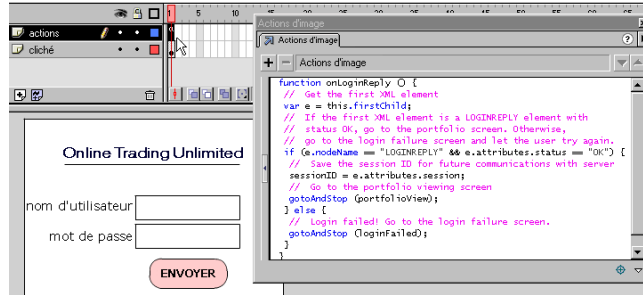 1 5 10
actions
cliché
Online Trading Unlimited
nom d'utilisateur
mot de passe
ENVOYER
Actions d'image
Actions d'image
Actions d'image
function onLoginReply () {
// Get the first XML element
var e = this.firstChild;
// If the first XML element is a LOGINREPLY element with
// status OK, go to the portfolio screen. Otherwise,
// go to the login failure screen and let the user try again.
if (e.nodeName == "LOGINREPLY" && e.attributes.status == "OK") {
// Save the session ID for future communications with server
sessionID = e.attributes.session;
// Go to the portfolio viewing screen
gotoAndStop (portfolioView);
} else {
// Login failed! Go to the login failure screen.
gotoAndStop (loginFailed);
}
}